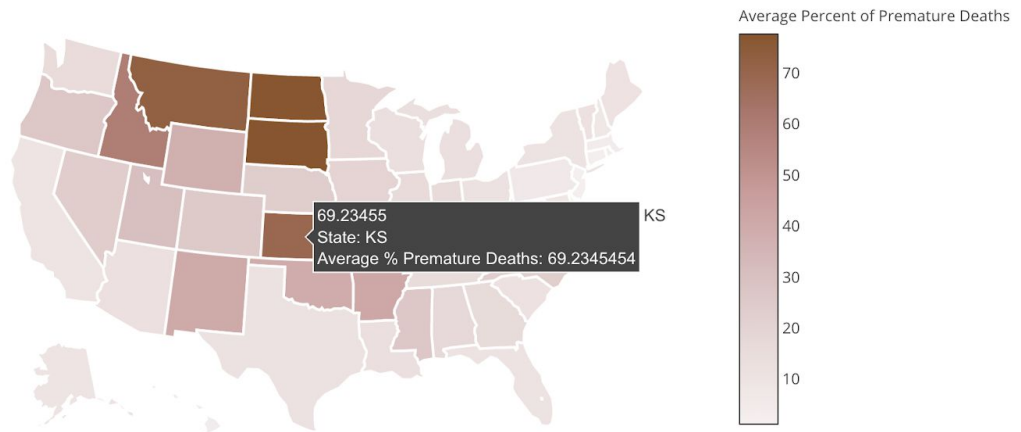 Average Percent of Premature Deaths
70
60
50
40
30
20
10
69.23455
KS
State: KS
Average % Premature Deaths: 69.2345454